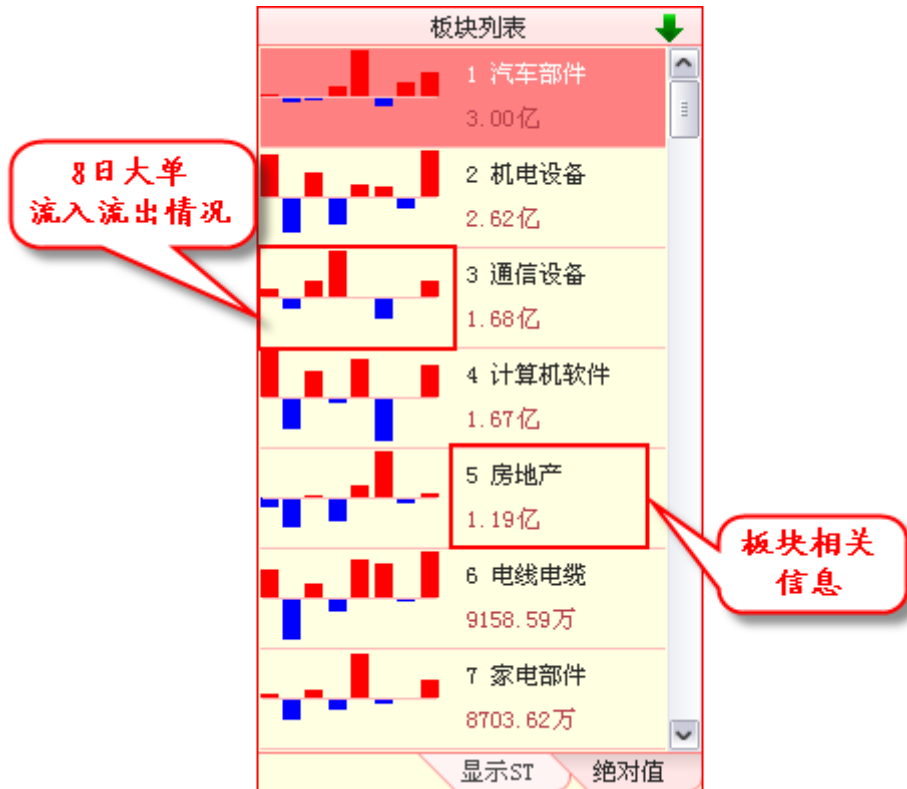 板块列表
1 汽车部件
3.00亿
8日大单
流入流出情况
2 机电设备
2.62亿
3 通信设备
1.68亿
4 计算机软件
1.67亿
5 房地产
1.19亿
板块相关
信息
6 电线电缆
9158.59万
7 家电部件
8703.62万
显示ST
绝对值